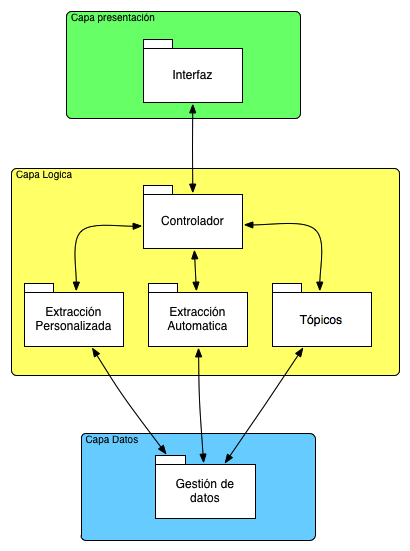 Capa presentación
Interfaz
Capa Logica
Controlador
Extracción
Personalizada
Extracción
Automatica
Tópicos
Capa Datos
Gestión de
datos